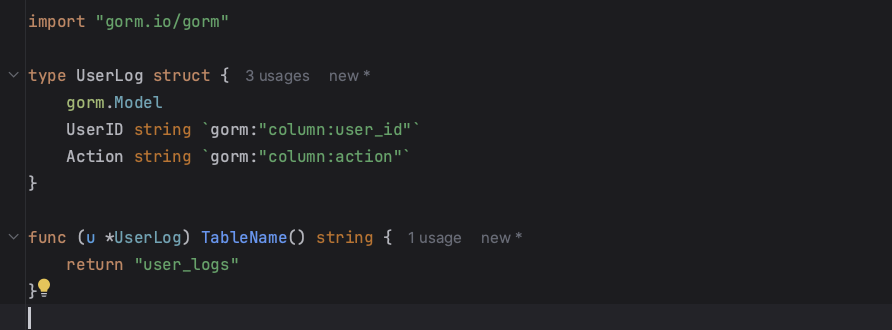 import "gorm.io/gorm"
type UserLog struct { 3 usages new *
gorm.Model
UserID string `gorm:"column:user_id"`
Action string `gorm:"column:action"`
}
func (u *UserLog) TableName() string { 1 usage new *
return "user_logs"
}